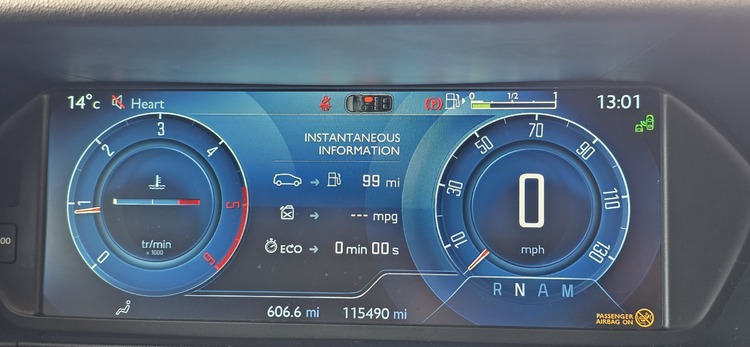 14°c Heart 0 1/2 1 13:01
INSTANTANEOUS
INFORMATION
99 mi
--- mpg
ECO 0 min 00 s
0 1 2 3 4 5 6
tr/min
x 1000
10 30 50 70 90 110 130
0
mph
R N A M
606.6 mi 115490 mi
PASSENGER
AIRBAG ON
00